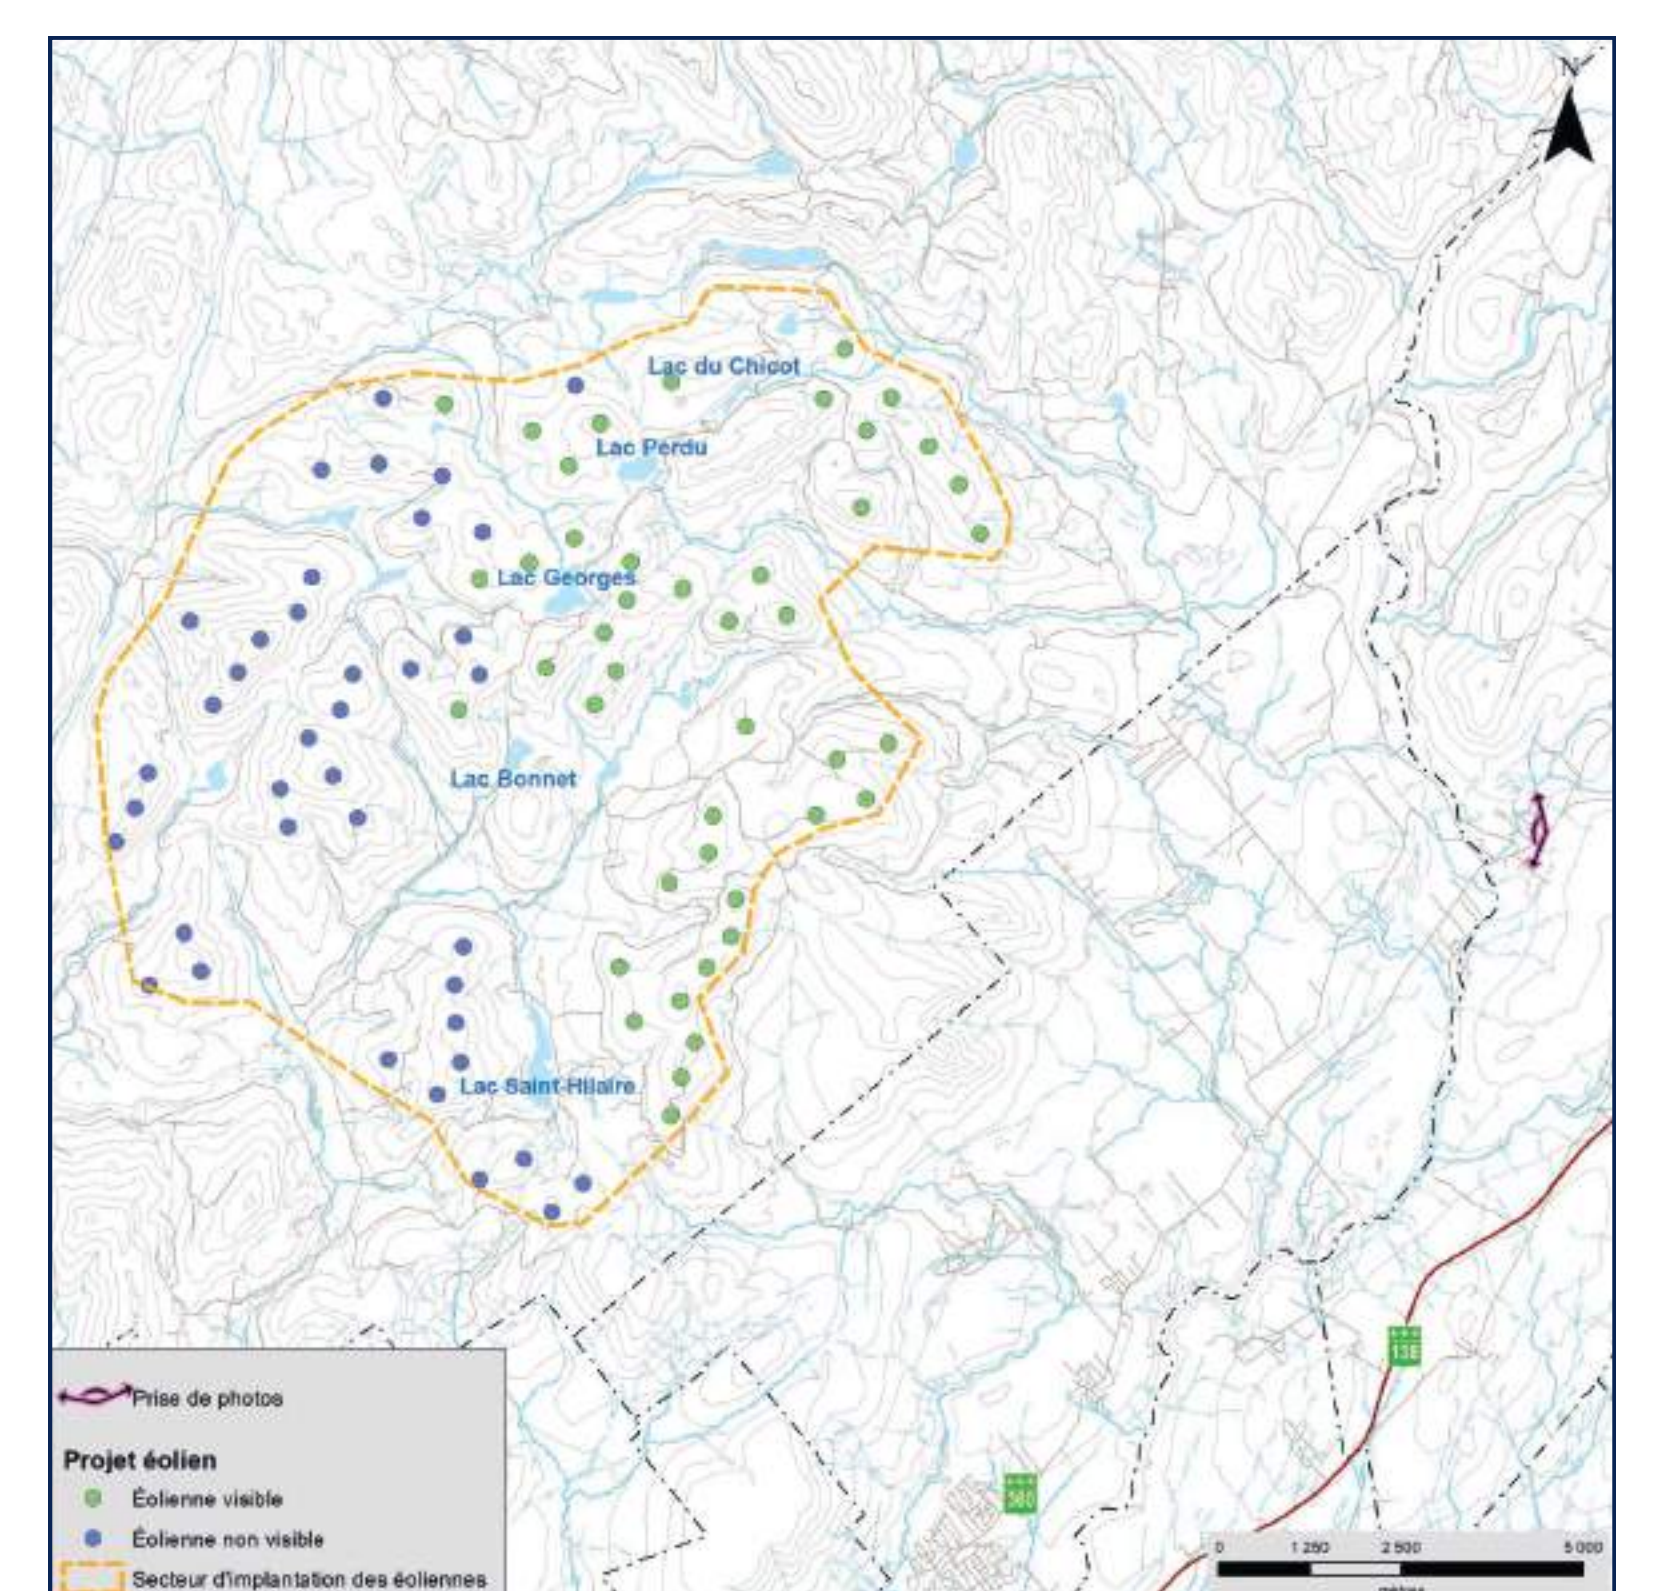 N
Lac du Chicot
Lac Perdu
Lac Georges
Lac Bonnet
Lac Saint-Hilaire
138
360
Prise de photos
Projet éolien
Éolienne visible
Éolienne non visible
Secteur d'implantation des éoliennes
0 1 250 2 500 5 000
mètres